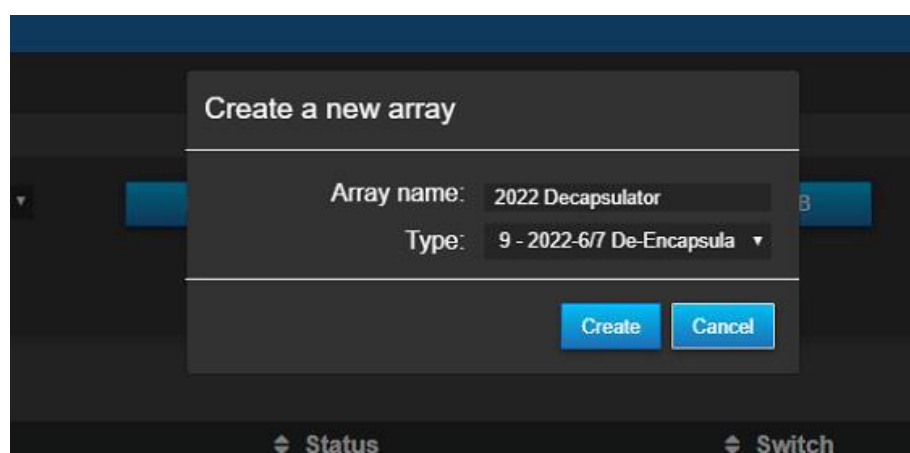 Create a new array
Array name: 2022 Decapsulator
B
Type: 9 - 2022-6/7 De-Encapsula
Create Cancel
Status Switch